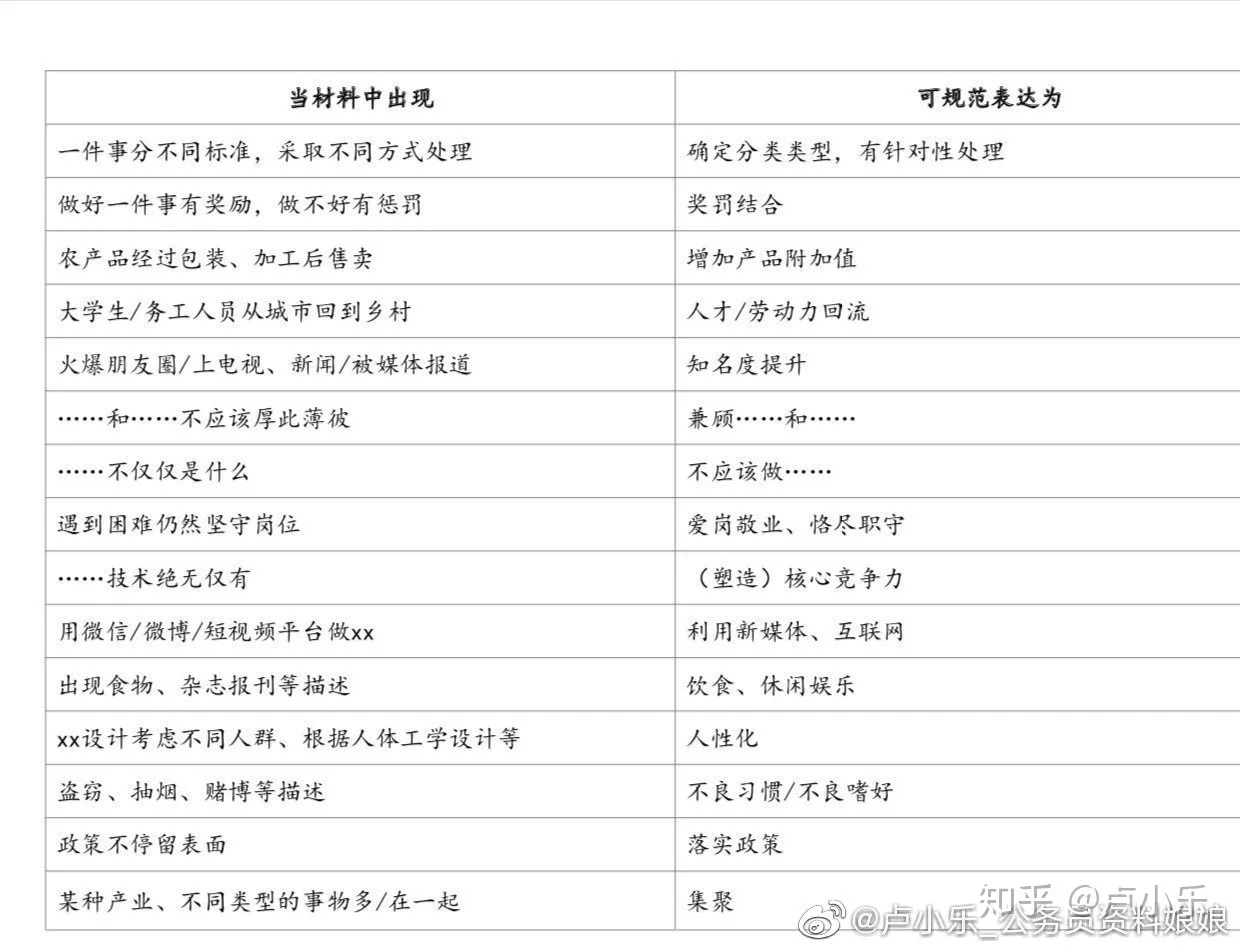 当材料中出现 可规范表达为
一件事分不同标准，采取不同方式处理 确定分类类型，有针对性处理
做好一件事有奖励，做不好有惩罚 奖罚结合
农产品经过包装、加工后售卖 增加产品附加值
大学生/务工人员从城市回到乡村 人才/劳动力回流
火爆朋友圈/上电视、新闻/被媒体报道 知名度提升
……和……不应该厚此薄彼 兼顾……和……
……不仅仅是什么 不应该做……
遇到困难仍然坚守岗位 爱岗敬业、恪尽职守
……技术绝无仅有 （塑造）核心竞争力
用微信/微博/短视频平台做xx 利用新媒体、互联网
出现食物、杂志报刊等描述 饮食、休闲娱乐
xx设计考虑不同人群、根据人体工学设计等 人性化
盗窃、抽烟、赌博等描述 不良习惯/不良嗜好
政策不停留表面 落实政策
某种产业、不同类型的事物多/在一起 集聚
知乎 @卢小乐
@卢小乐_公务员资料娘娘